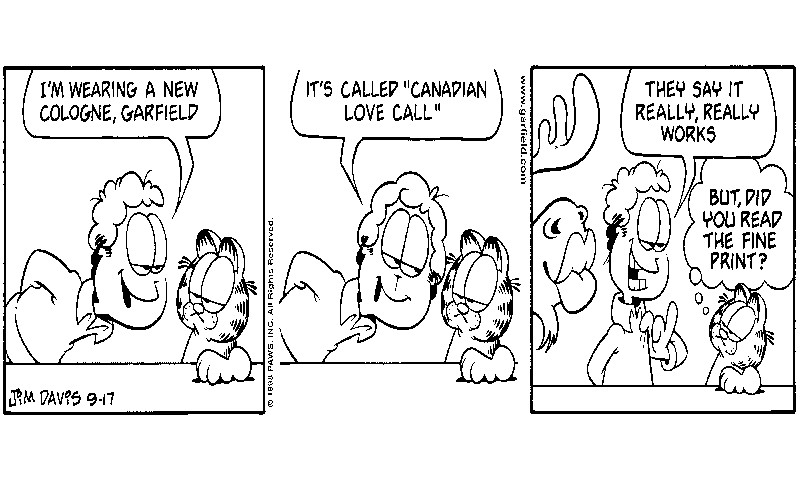 I'M WEARING A NEW
COLOGNE, GARFIELD
JIM DAVIS 9-17
IT'S CALLED "CANADIAN
LOVE CALL"
PAWS, INC. All Rights Reserved.
www.garfield.com
THEY SAY IT
REALLY, REALLY
WORKS
BUT, DID
YOU READ
THE FINE
PRINT?